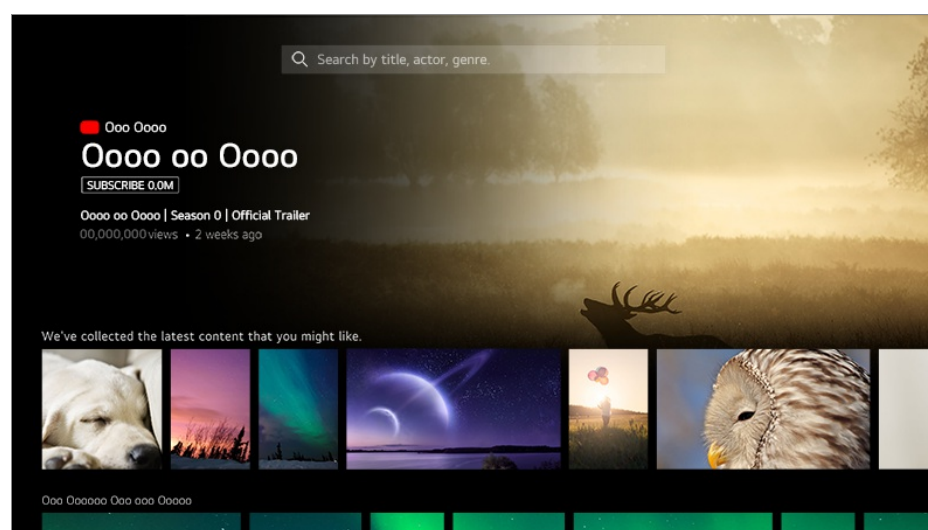 Search by title, actor, genre.
Ooo Oooo
Oooo oo Oooo
SUBSCRIBE 0.0M
Oooo oo Oooo | Season 0 | Official Trailer
00,000,000 views • 2 weeks ago
We've collected the latest content that you might like.
Ooo Oooooo Ooo ooo Ooooo